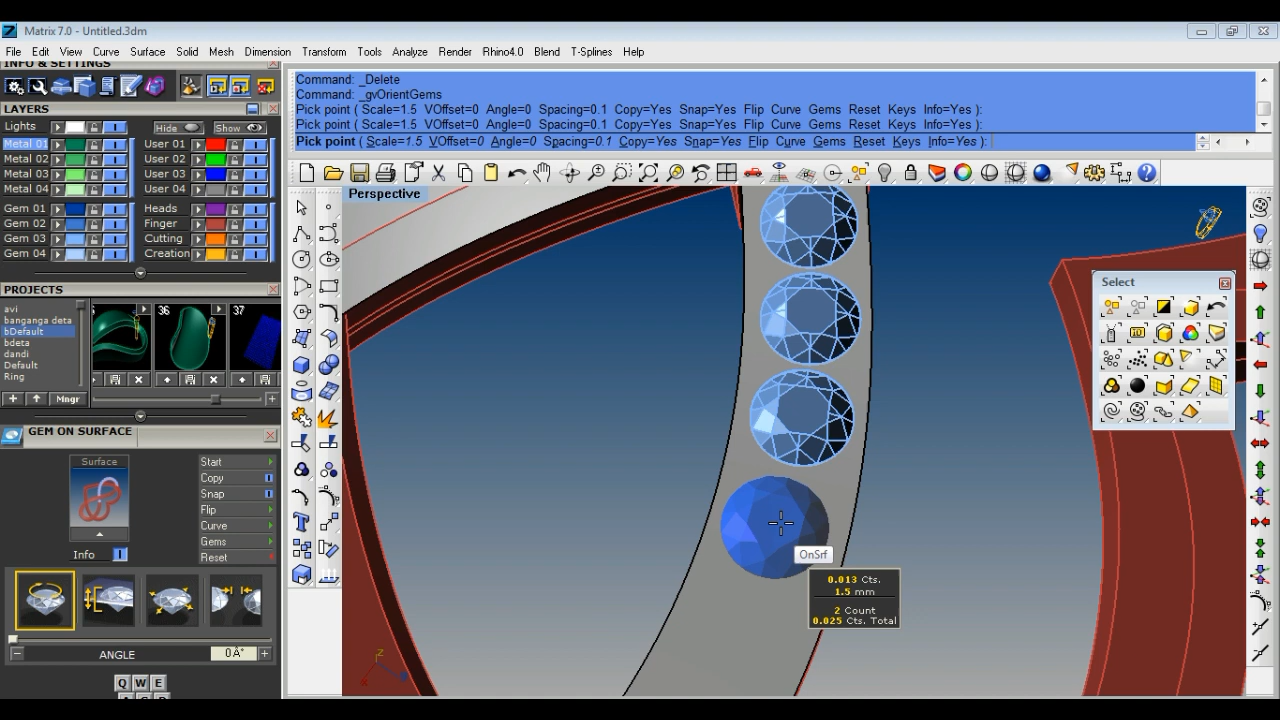 Matrix 7.0 - Untitled.3dm
File Edit View Curve Surface Solid Mesh Dimension Transform Tools Analyze Render Rhino4.0 Blend T-Splines Help
INFO & SETTINGS
Command: _Delete
Command: _gvOrientGems
Pick point ( Scale=1.5 VOffset=0 Angle=0 Spacing=0.1 Copy=Yes Snap=Yes Flip Curve Gems Reset Keys Info=Yes ):
Pick point ( Scale=1.5 VOffset=0 Angle=0 Spacing=0.1 Copy=Yes Snap=Yes Flip Curve Gems Reset Keys Info=Yes ):
Pick point ( Scale=1.5 VOffset=0 Angle=0 Spacing=0.1 Copy=Yes Snap=Yes Flip Curve Gems Reset Keys Info=Yes ):
LAYERS
Lights Hide Show
Metal 01 User 01
Metal 02 User 02
Metal 03 User 03
Metal 04 User 04
Gem 01 Heads
Gem 02 Finger
Gem 03 Cutting
Gem 04 Creation
PROJECTS
avi
banganga deta
bDefault
bdeta
dandi
Default
Ring
36
37
Mngr
GEM ON SURFACE
Surface
Info
Start
Copy
Snap
Flip
Curve
Gems
Reset
ANGLE 0Â°
Q W E
Perspective
Select
OnSrf
0.013 Cts.
1.5 mm
2 Count
0.025 Cts. Total